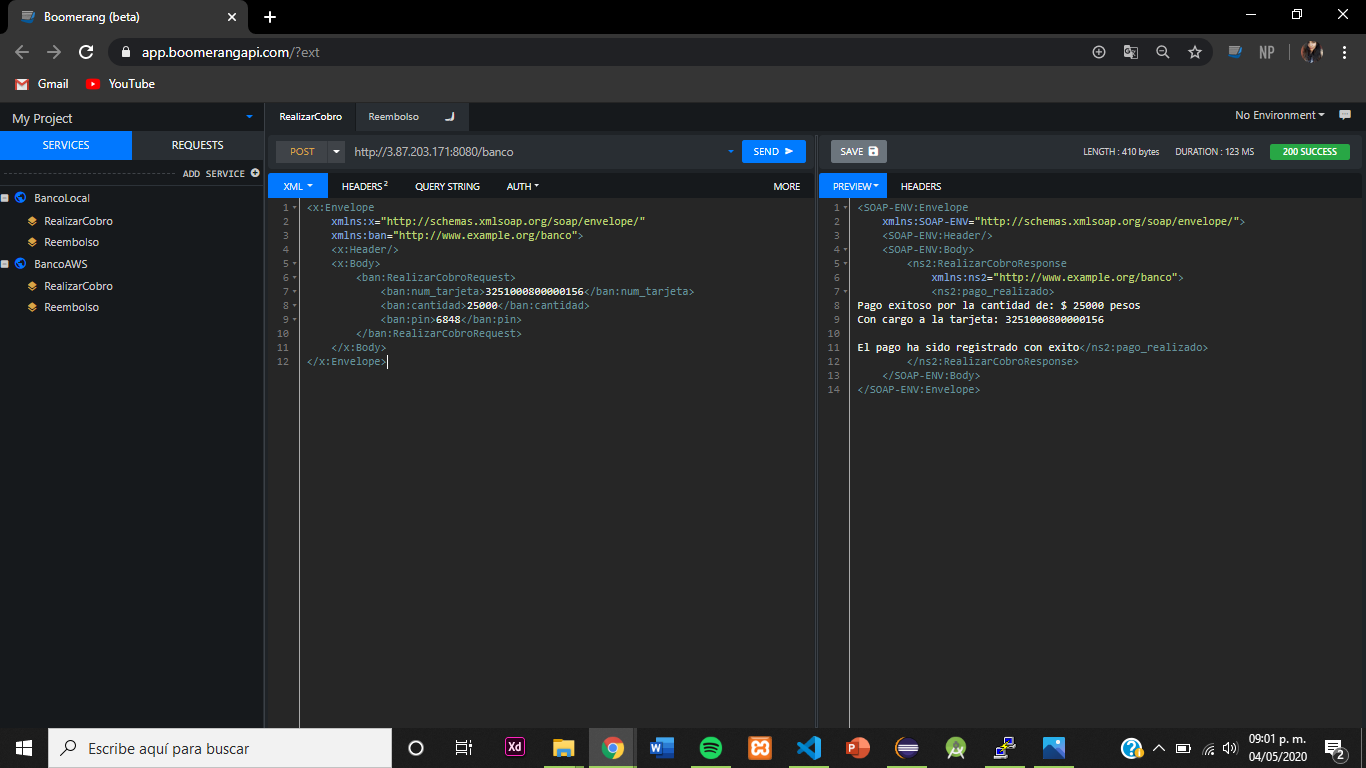 Boomerang (beta)
app.boomerangapi.com/?ext
NP
Gmail
YouTube
My Project
SERVICES
REQUESTS
ADD SERVICE
BancoLocal
RealizarCobro
Reembolso
BancoAWS
RealizarCobro
Reembolso
RealizarCobro
Reembolso
No Environment
POST
http://3.87.203.171:8080/banco
SEND
XML
HEADERS 2
QUERY STRING
AUTH
MORE
1 <x:Envelope
2 xmlns:x="http://schemas.xmlsoap.org/soap/envelope/"
3 xmlns:ban="http://www.example.org/banco">
4 <x:Header/>
5 <x:Body>
6 <ban:RealizarCobroRequest>
7 <ban:num_tarjeta>3251000800000156</ban:num_tarjeta>
8 <ban:cantidad>25000</ban:cantidad>
9 <ban:pin>6848</ban:pin>
10 </ban:RealizarCobroRequest>
11 </x:Body>
12 </x:Envelope>
SAVE
LENGTH : 410 bytes
DURATION : 123 MS
200 SUCCESS
PREVIEW
HEADERS
1 <SOAP-ENV:Envelope
2 xmlns:SOAP-ENV="http://schemas.xmlsoap.org/soap/envelope/">
3 <SOAP-ENV:Header/>
4 <SOAP-ENV:Body>
5 <ns2:RealizarCobroResponse
6 xmlns:ns2="http://www.example.org/banco">
7 <ns2:pago_realizado>
8 Pago exitoso por la cantidad de: $ 25000 pesos
9 Con cargo a la tarjeta: 3251000800000156
10
11 El pago ha sido registrado con exito</ns2:pago_realizado>
12 </ns2:RealizarCobroResponse>
13 </SOAP-ENV:Body>
14 </SOAP-ENV:Envelope>
Escribe aquí para buscar
Xd
09:01 p. m.
04/05/2020
2